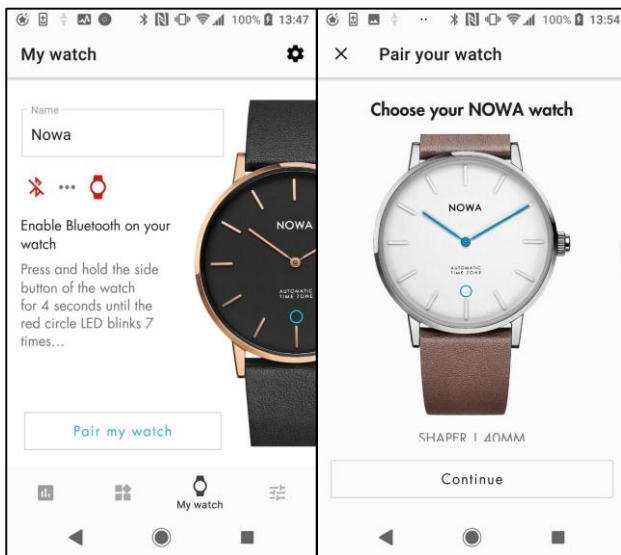 100% 13:47
My watch
Name
Nowa
Enable Bluetooth on your
watch
Press and hold the side
button of the watch
for 4 seconds until the
red circle LED blinks 7
times...
NOWA
AUTOMATIC
TIME ZONE
Pair my watch
My watch
100% 13:54
Pair your watch
Choose your NOWA watch
NOWA
AUTOMATIC
TIME ZONE
SHAPER | 40MM
Continue